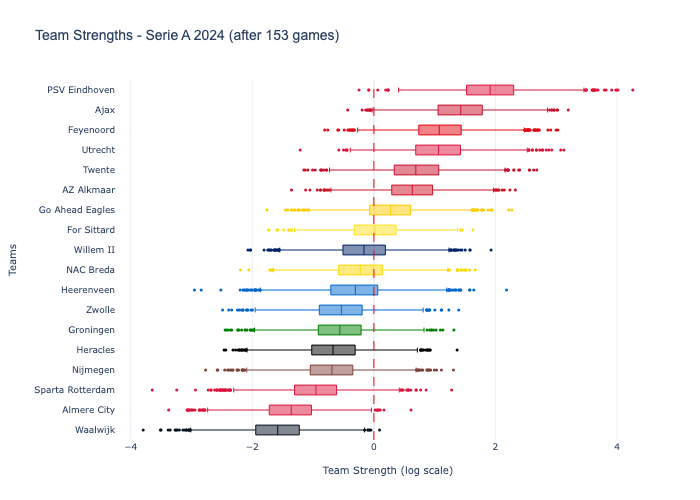 Team Strengths - Serie A 2024 (after 153 games)
PSV Eindhoven
Ajax
Feyenoord
Utrecht
Twente
AZ Alkmaar
Go Ahead Eagles
For Sittard
Willem II
NAC Breda
Heerenveen
Zwolle
Groningen
Heracles
Nijmegen
Sparta Rotterdam
Almere City
Waalwijk
Teams
−4 −2 0 2 4
Team Strength (log scale)